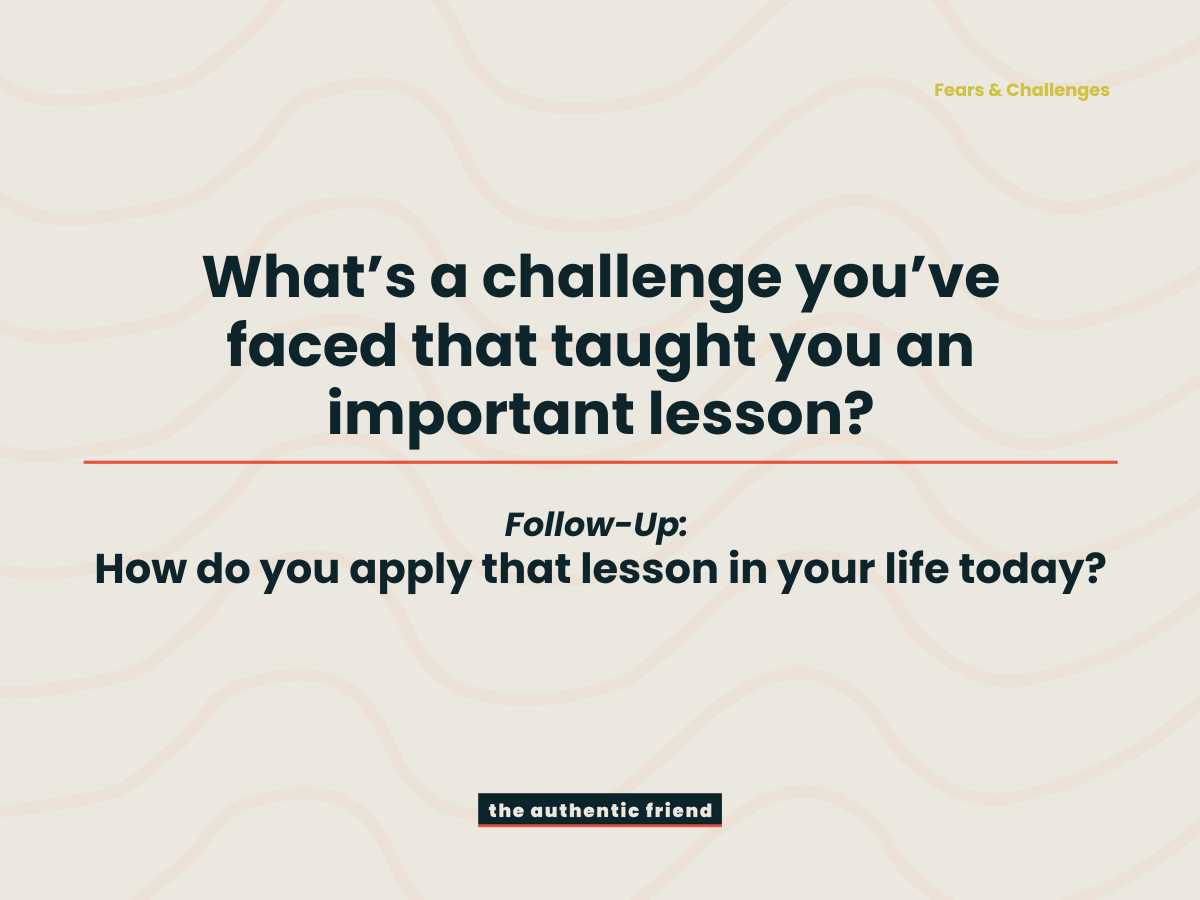 Fears & Challenges
What’s a challenge you’ve
faced that taught you an
important lesson?
Follow-Up:
How do you apply that lesson in your life today?
the authentic friend